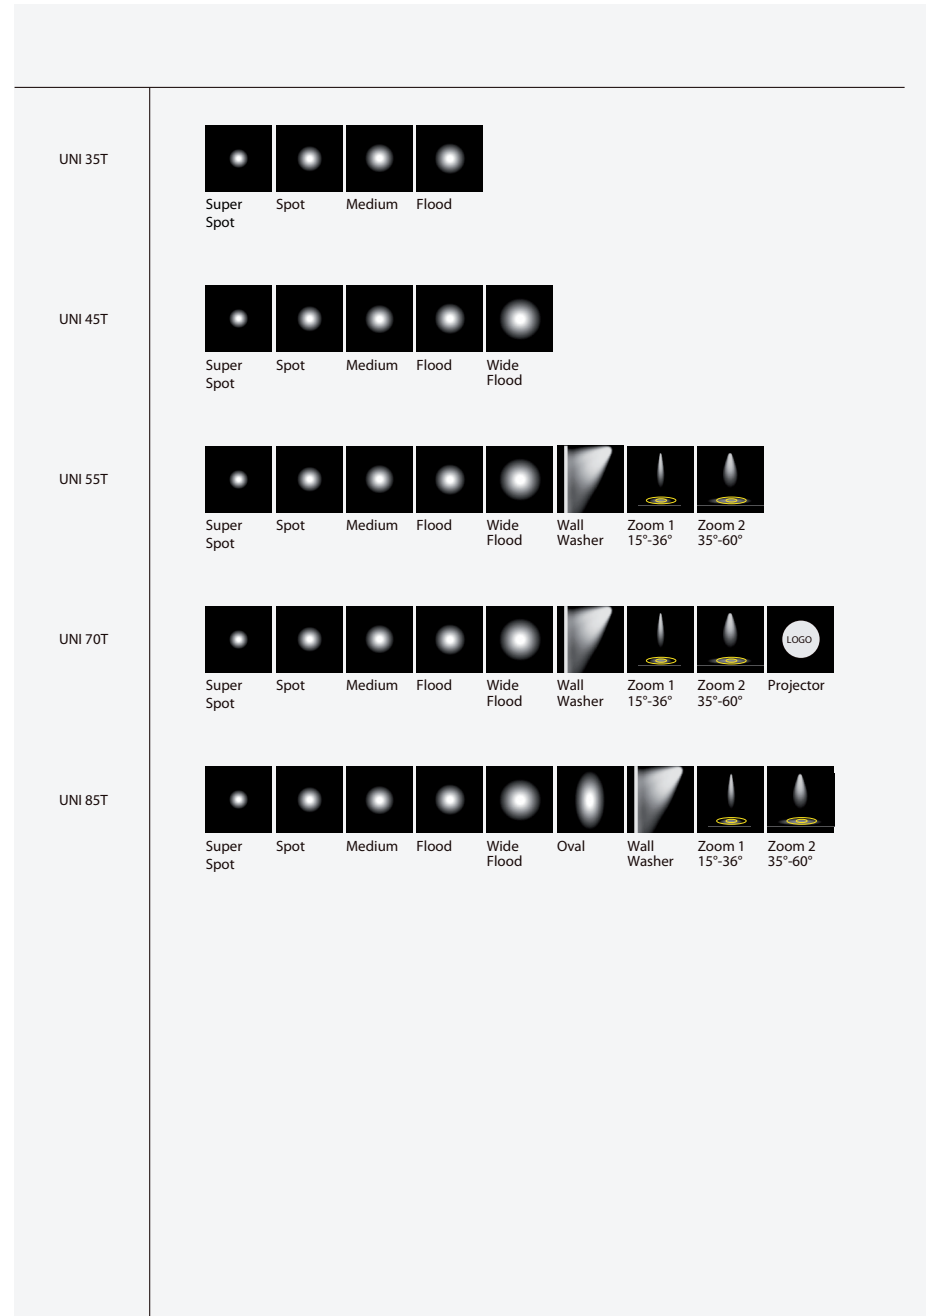 UNI 35T
Super Spot Medium Flood
Spot
UNI 45T
Super Spot Medium Flood Wide
Spot Flood
UNI 55T
Super Spot Medium Flood Wide Wall Zoom 1 Zoom 2
Spot Flood Washer 15°-36° 35°-60°
UNI 70T
LOGO
Super Spot Medium Flood Wide Wall Zoom 1 Zoom 2 Projector
Spot Flood Washer 15°-36° 35°-60°
UNI 85T
Super Spot Medium Flood Wide Oval Wall Zoom 1 Zoom 2
Spot Flood Washer 15°-36° 35°-60°